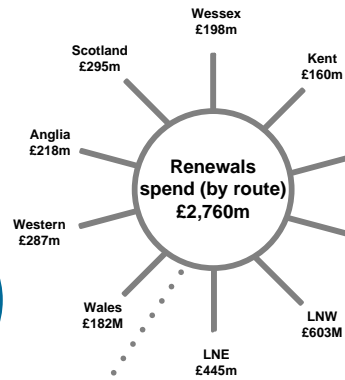 Wessex
£198m
Scotland
£295m
Kent
£160m
Anglia
£218m
Renewals
spend (by route)
£2,760m
Western
£287m
Wales
£182M
LNW
£603M
LNE
£445m